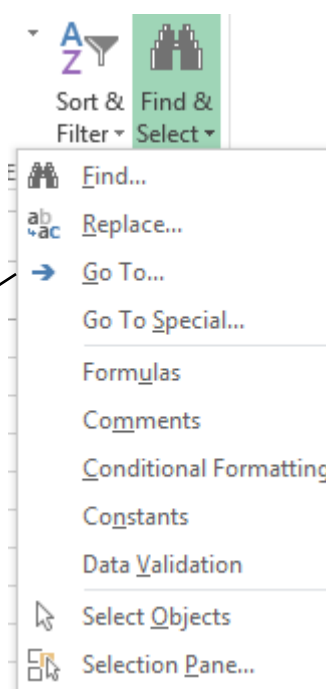 Sort &
Filter
Find &
Select
Find...
Replace...
Go To...
Go To Special...
Formulas
Comments
Conditional Formatting
Constants
Data Validation
Select Objects
Selection Pane...